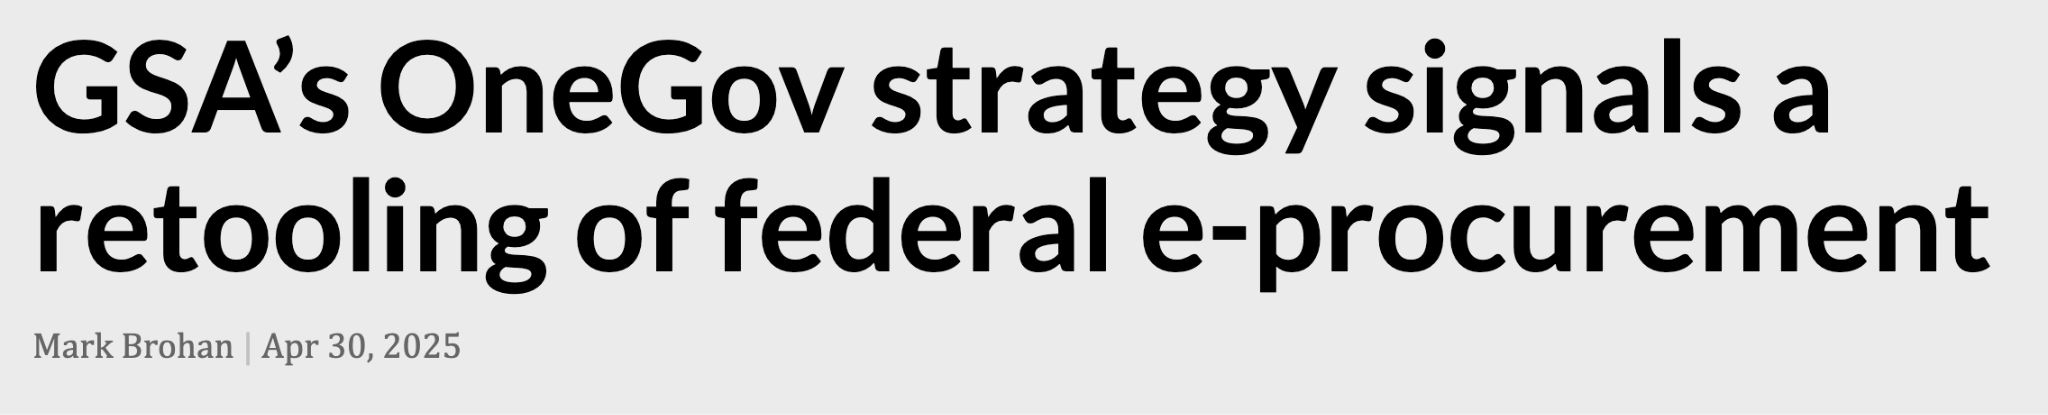 GSA’s OneGov strategy signals a
retooling of federal e-procurement
Mark Brohan | Apr 30, 2025